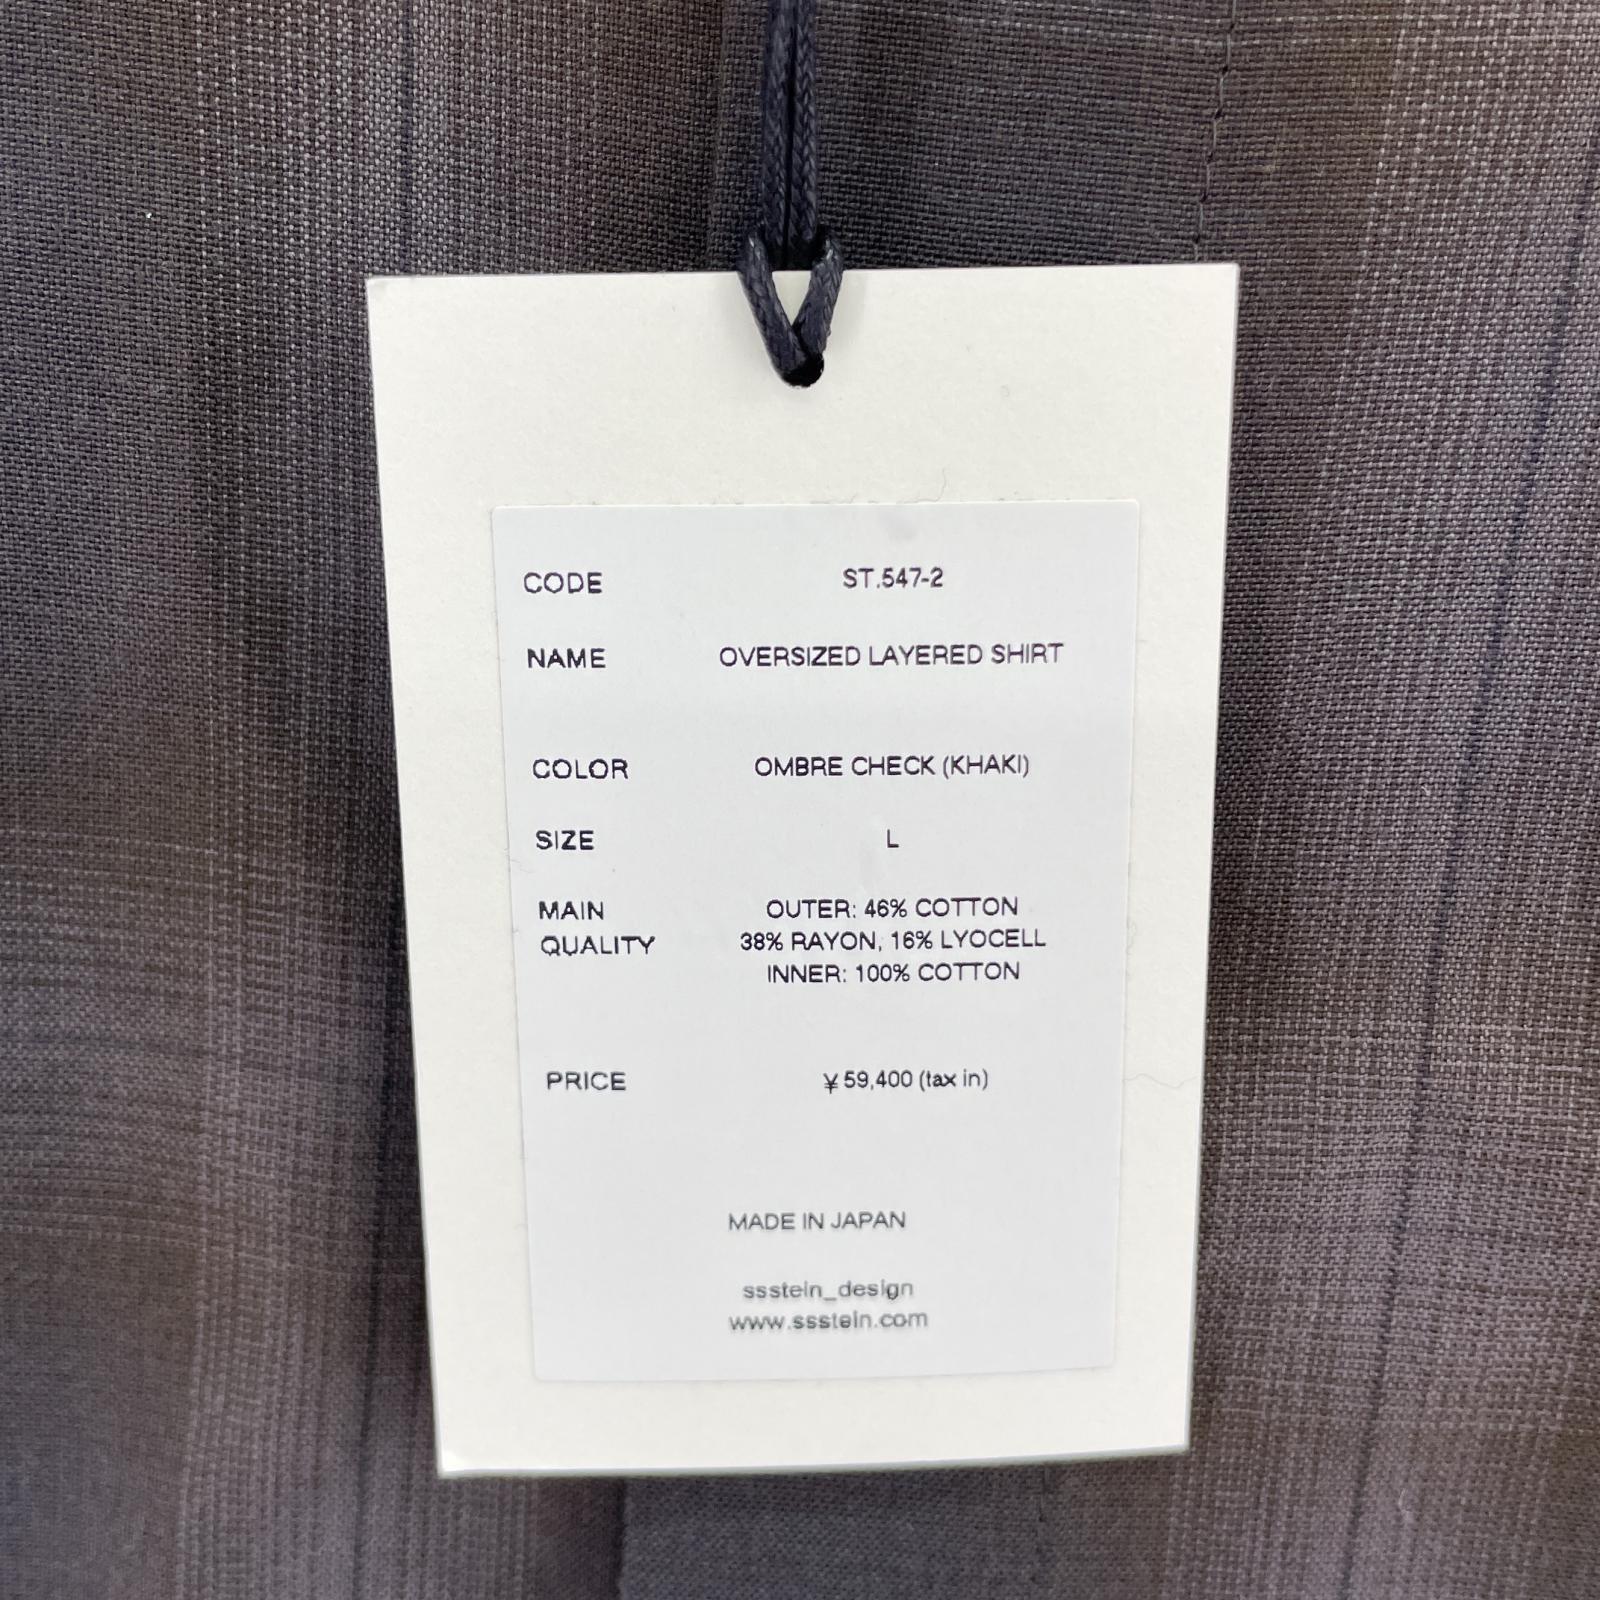 CODE ST.547-2
NAME OVERSIZED LAYERED SHIRT
COLOR OMBRE CHECK (KHAKI)
SIZE L
MAIN OUTER: 46% COTTON
QUALITY 38% RAYON, 16% LYOCELL
INNER: 100% COTTON
PRICE ¥ 59,400 (tax in)
MADE IN JAPAN
ssstein_design
www.ssstein.com